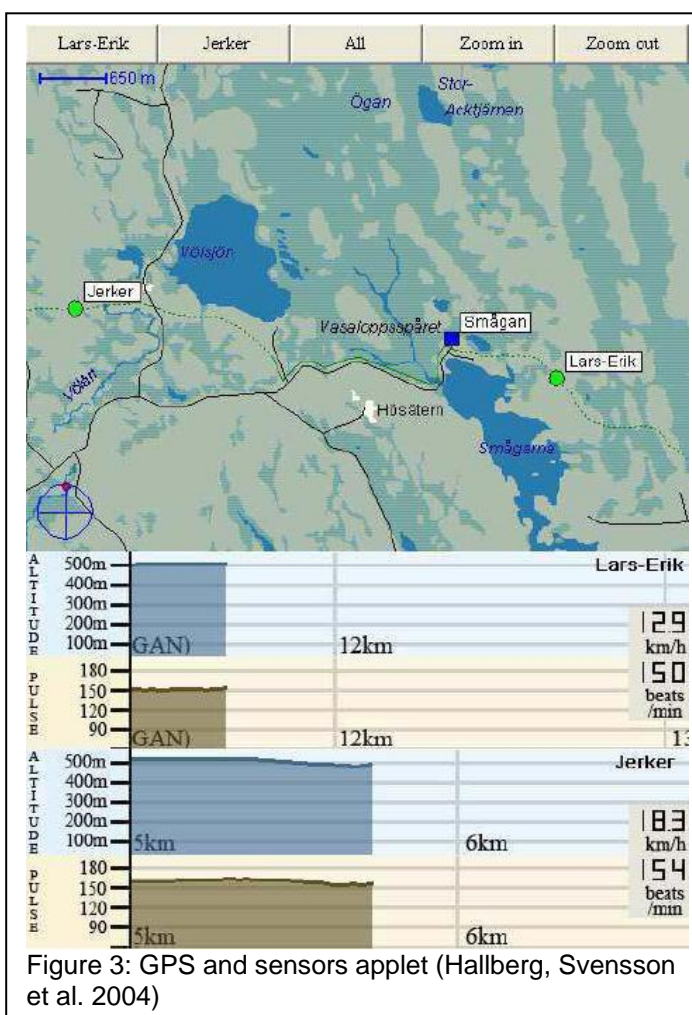 Lars-Erik Jerker All Zoom in Zoom out
650 m
Ögan
Stor-
Acktjärnen
Völsjön
Jerker
Vasaloppsspåret
Smågan
Lars-Erik
Völån
Hösätern
Smågarna
ALTITUDE
500m
400m
300m
200m
100m
GAN)
12km
Lars-Erik
12.9
km/h
PULSE
180
150
120
90
GAN)
12km
13
150
beats
/min
ALTITUDE
500m
400m
300m
200m
100m
5km
6km
Jerker
18.3
km/h
PULSE
180
150
120
90
5km
6km
154
beats
/min
Figure 3: GPS and sensors applet (Hallberg, Svensson
et al. 2004)